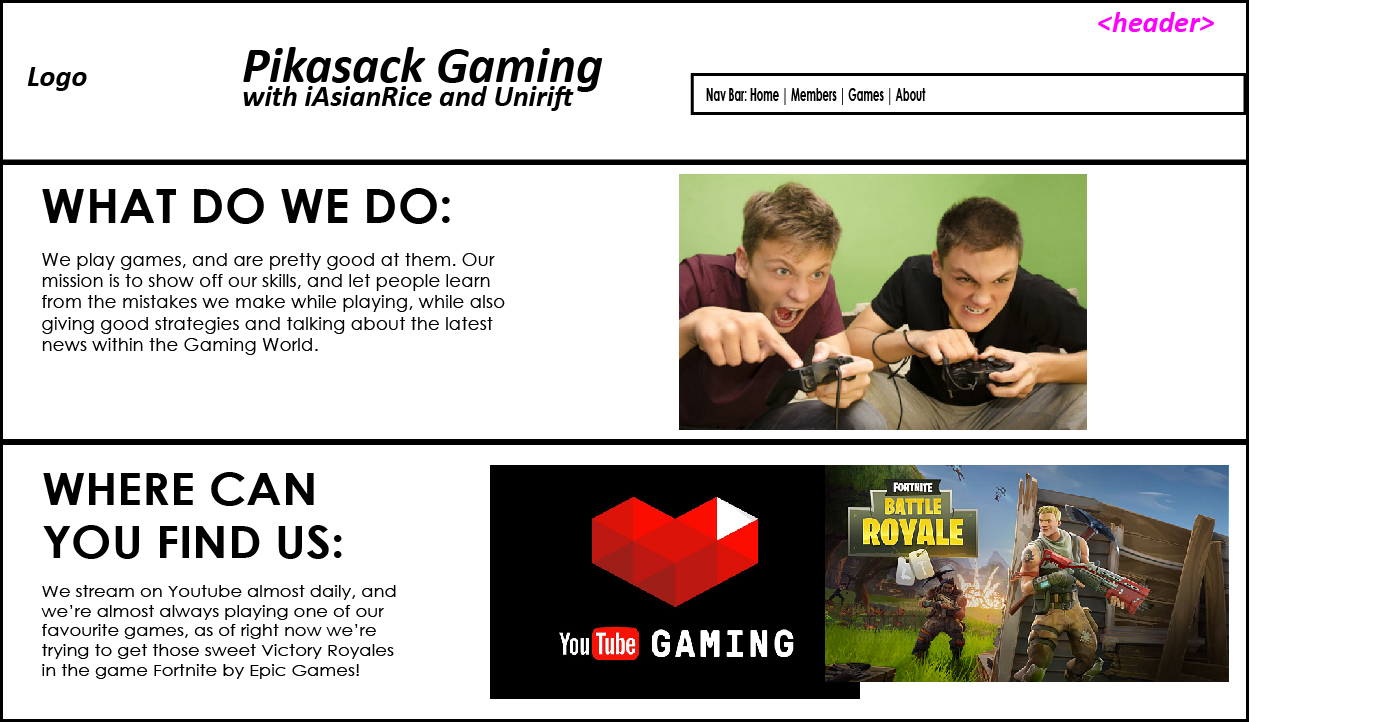 <header>
Logo
Pikasack Gaming
with iAsianRice and Unirift
Nav Bar: Home | Members | Games | About
WHAT DO WE DO:
We play games, and are pretty good at them. Our
mission is to show off our skills, and let people learn
from the mistakes we make while playing, while also
giving good strategies and talking about the latest
news within the Gaming World.
WHERE CAN
YOU FIND US:
We stream on Youtube almost daily, and
we're almost always playing one of our
favourite games, as of right now we're
trying to get those sweet Victory Royales
in the game Fortnite by Epic Games!
YouTube GAMING
FORTNITE
BATTLE
ROYALE